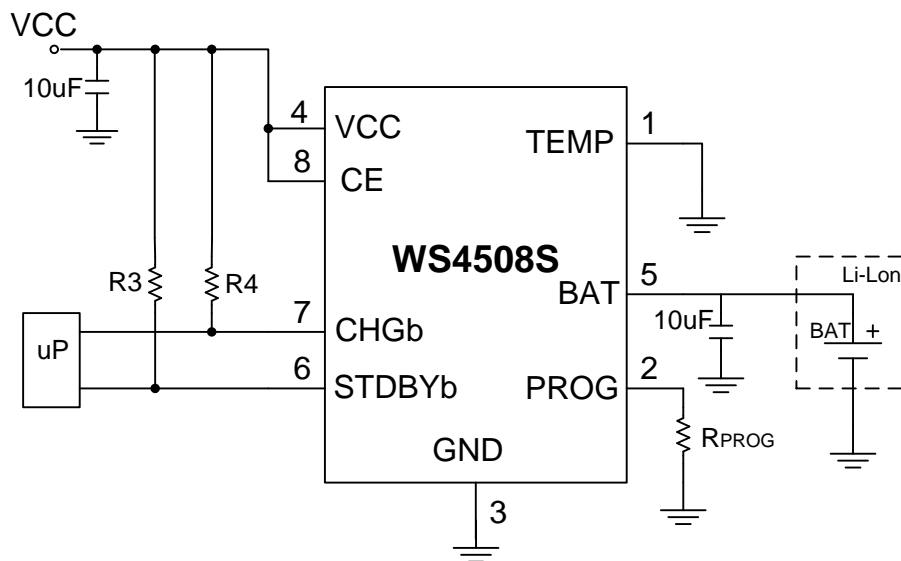 VCC
10uF
4
VCC
TEMP
1
8
CE
WS4508S
R3
R4
BAT
5
Li-Lon
10uF
BAT
+
7
CHGb
uP
6
STDBYb
PROG
2
RPROG
GND
3